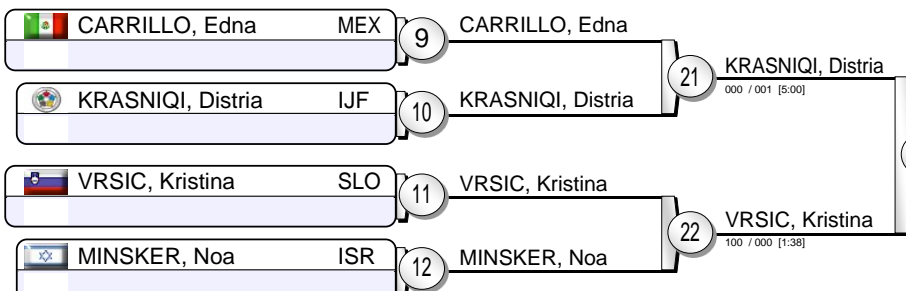 CARRILLO, Edna MEX 9 CARRILLO, Edna
21 KRASNIQI, Distria
000 / 001 [5:00]
KRASNIQI, Distria IJF 10 KRASNIQI, Distria
VRSIC, Kristina SLO 11 VRSIC, Kristina
22 VRSIC, Kristina
100 / 000 [1:38]
MINSKER, Noa ISR 12 MINSKER, Noa